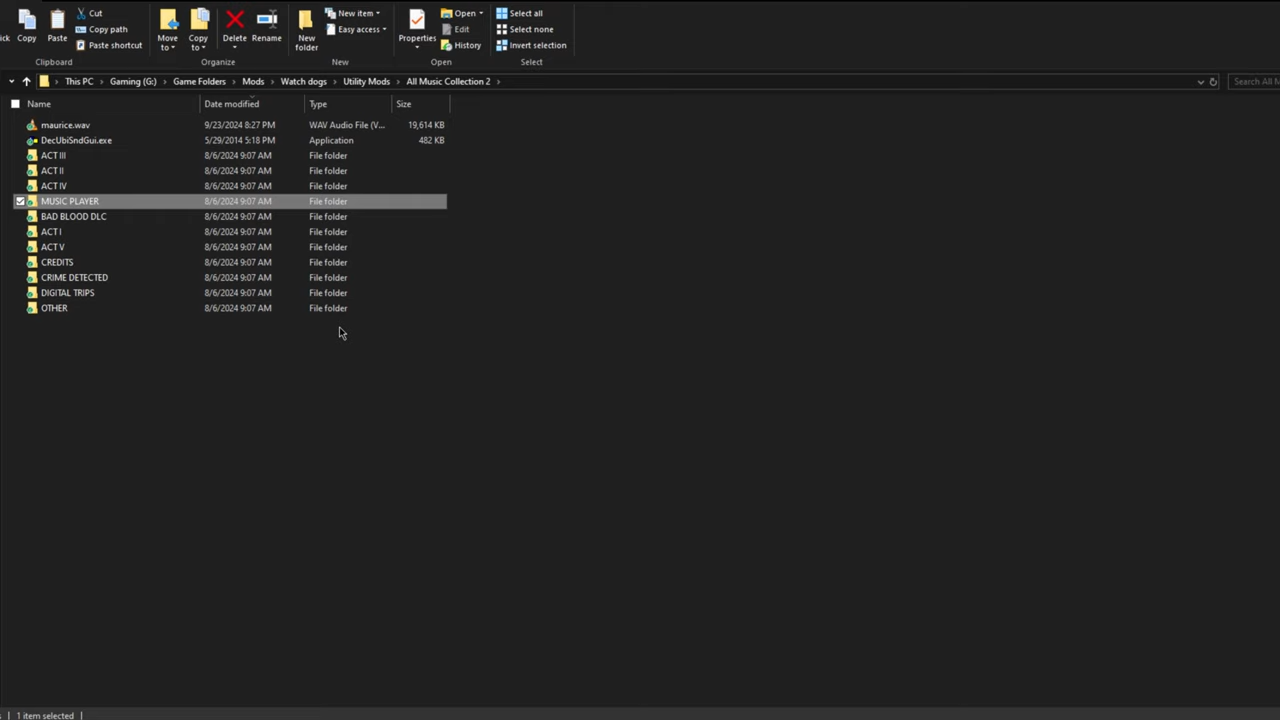 Cut
Copy path
Paste shortcut
ck
Copy
Paste
Clipboard
Move to
Copy to
Delete
Rename
Organize
New folder
New item
Easy access
New
Properties
Open
Edit
History
Open
Select all
Select none
Invert selection
Select
This PC > Gaming (G:) > Game Folders > Mods > Watch dogs > Utility Mods > All Music Collection 2 >
Search All M
Name Date modified Type Size
maurice.wav 9/23/2024 8:27 PM WAV Audio File (V... 19,614 KB
DecUbiSndGui.exe 5/29/2014 5:18 PM Application 482 KB
ACT III 8/6/2024 9:07 AM File folder
ACT II 8/6/2024 9:07 AM File folder
ACT IV 8/6/2024 9:07 AM File folder
MUSIC PLAYER 8/6/2024 9:07 AM File folder
BAD BLOOD DLC 8/6/2024 9:07 AM File folder
ACT I 8/6/2024 9:07 AM File folder
ACT V 8/6/2024 9:07 AM File folder
CREDITS 8/6/2024 9:07 AM File folder
CRIME DETECTED 8/6/2024 9:07 AM File folder
DIGITAL TRIPS 8/6/2024 9:07 AM File folder
OTHER 8/6/2024 9:07 AM File folder
1 item selected